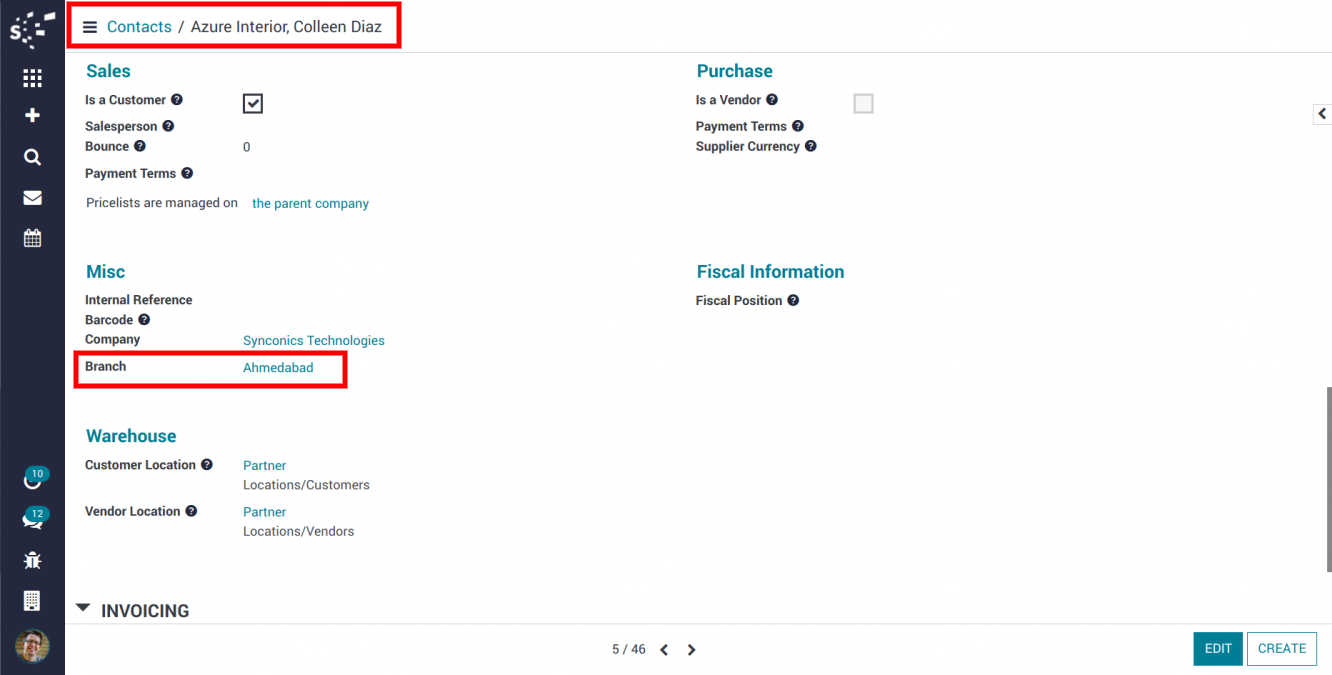 S
Contacts / Azure Interior, Colleen Diaz
Sales
Is a Customer ?
Salesperson ?
Bounce ? 0
Payment Terms ?
Pricelists are managed on the parent company
Purchase
Is a Vendor ?
Payment Terms ?
Supplier Currency ?
Misc
Internal Reference
Barcode ?
Company Synconics Technologies
Branch Ahmedabad
Fiscal Information
Fiscal Position ?
Warehouse
Customer Location ? Partner
Locations/Customers
Vendor Location ? Partner
Locations/Vendors
10
12
INVOICING
5 / 46
EDIT CREATE